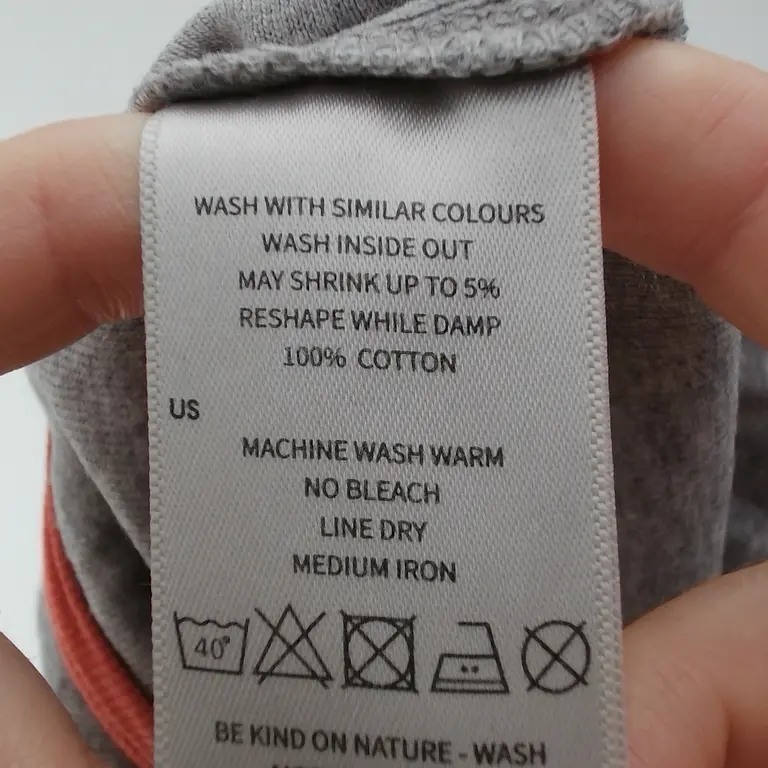 WASH WITH SIMILAR COLOURS
WASH INSIDE OUT
MAY SHRINK UP TO 5%
RESHAPE WHILE DAMP
100% COTTON
US
MACHINE WASH WARM
NO BLEACH
LINE DRY
MEDIUM IRON
40°
BE KIND ON NATURE - WASH